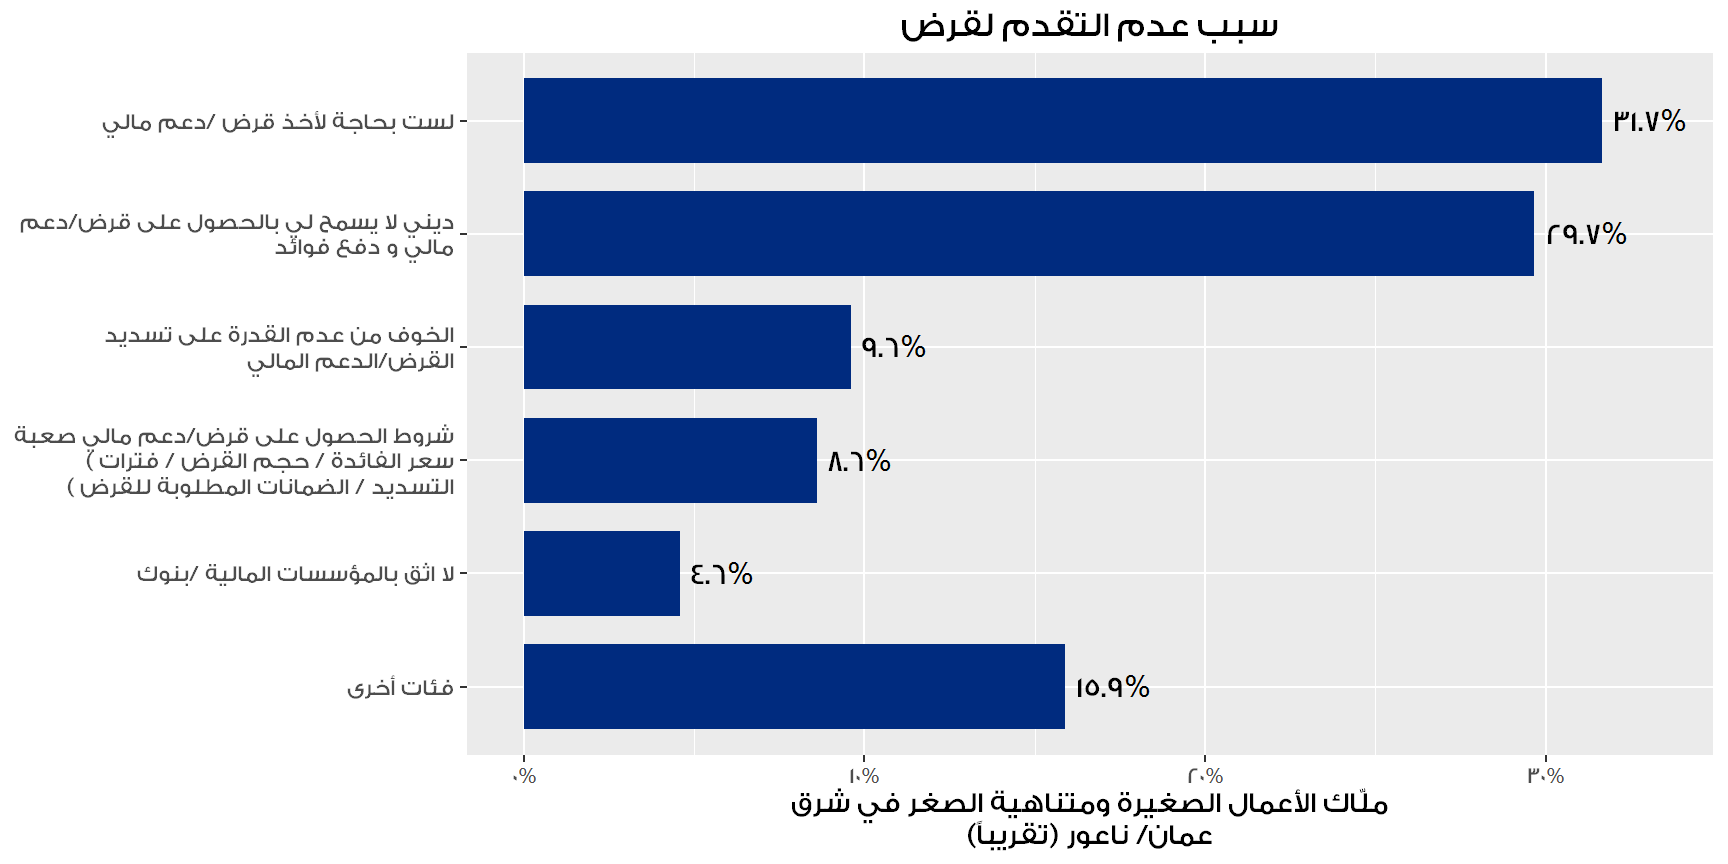 سبب عدم التقدم لقرض
لست بحاجة لأخذ قرض /دعم مالي
٣١.٧%
ديني لا يسمح لي بالحصول على قرض/دعم
مالي و دفع فوائد
٢٩.٧%
الخوف من عدم القدرة على تسديد
القرض/الدعم المالي
٩.٦%
شروط الحصول على قرض/دعم مالي صعبة
سعر الفائدة / حجم القرض / فترات )
التسديد / الضمانات المطلوبة للقرض )
٨.٦%
لا اثق بالمؤسسات المالية /بنوك
٤.٦%
فئات أخرى
١٥.٩%
٠% ١٠% ٢٠% ٣٠%
ملّاك الأعمال الصغيرة ومتناهية الصغر في شرق
عمان/ ناعور (تقريباً)